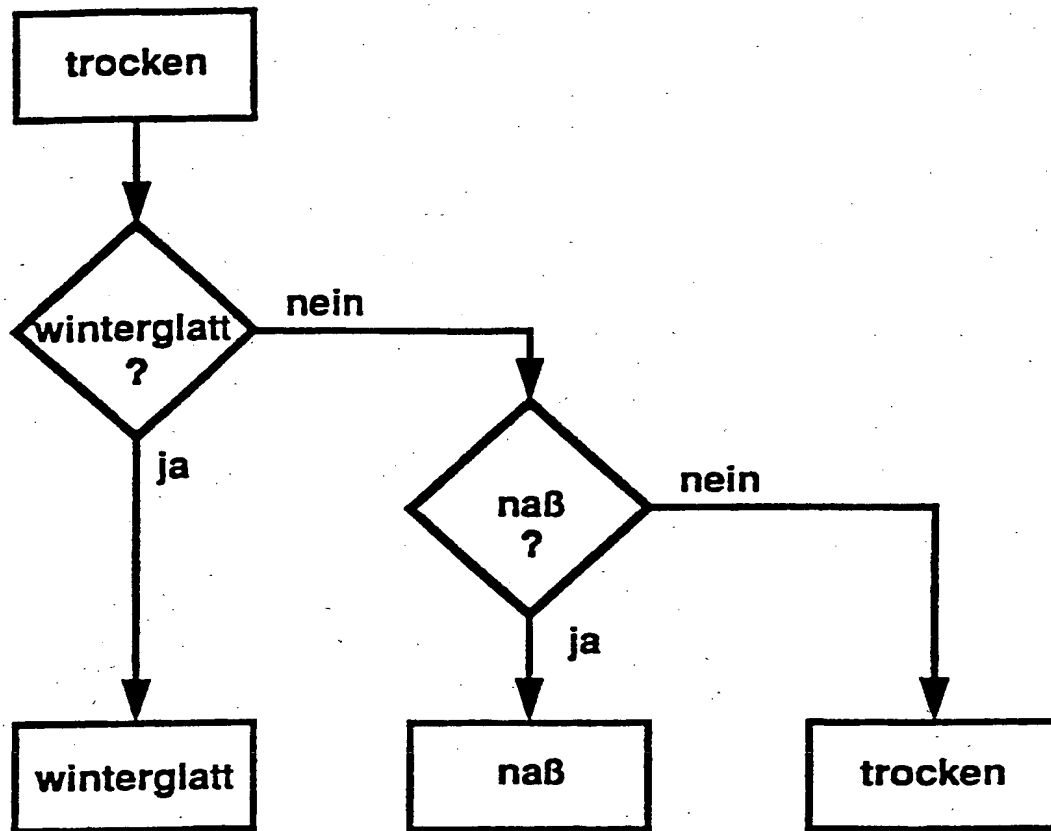 trocken
nein
winterglatt
?
ja
nein
naß
?
ja
winterglatt
naß
trocken